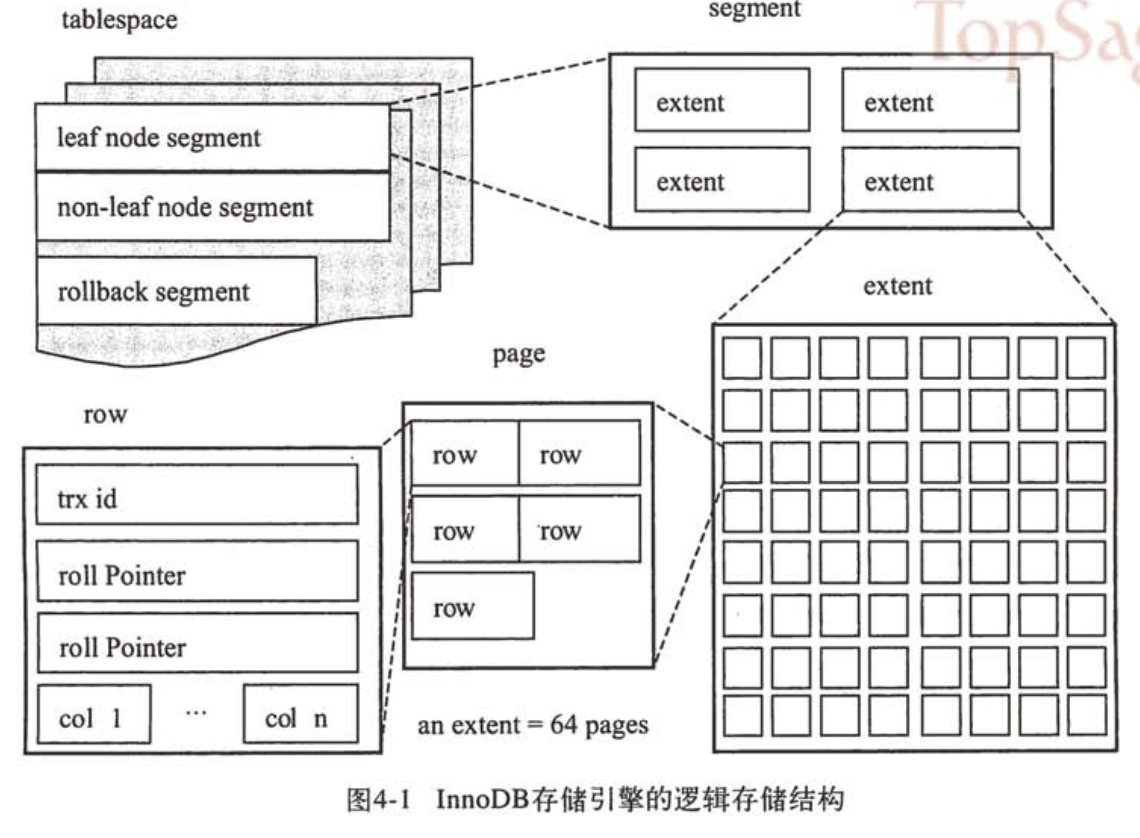 tablespace
segment
leaf node segment
non-leaf node segment
rollback segment
extent extent
extent extent
extent
page
row
trx id
roll Pointer
roll Pointer
col 1 ... col n
row row
row row
row
an extent = 64 pages
图4-1 InnoDB存储引擎的逻辑存储结构